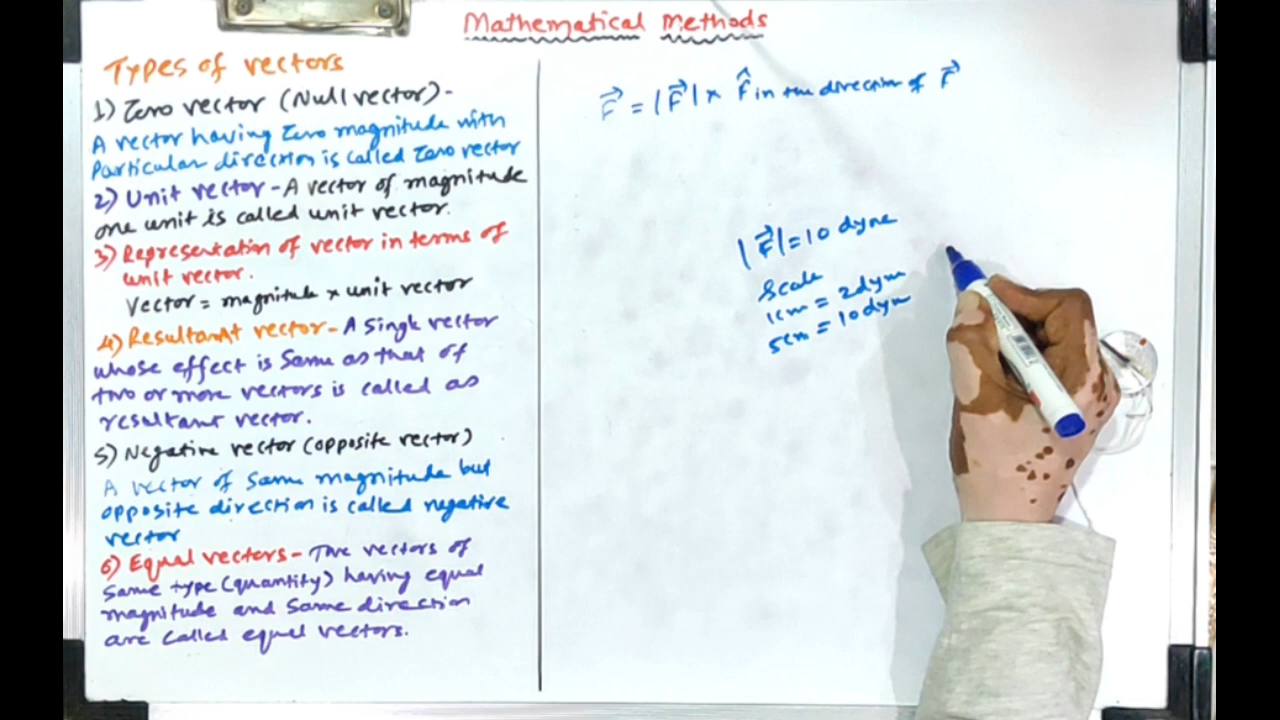 Mathematical Methods
Types of vectors
1) Zero vector (Null vector) -
A vector having Zero magnitude with
Particular direction is called Zero vector
2) Unit vector - A vector of magnitude
one unit is called unit vector.
3) Representation of vector in terms of
unit vector.
Vector = magnitude × unit vector
4) Resultant vector - A Single vector
whose effect is same as that of
two or more vectors is called as
resultant vector.
5) Negative vector (opposite vector)
A vector of same magnitude but
opposite direction is called negative
vector
6) Equal vectors - The vectors of
same type (quantity) having equal
magnitude and same direction
are called equal vectors.
F⃗ = |F⃗| × F̂ in the direction of F⃗
|F⃗| = 10 dyne
Scale
1cm = 2 dyne
5cm = 10 dyne